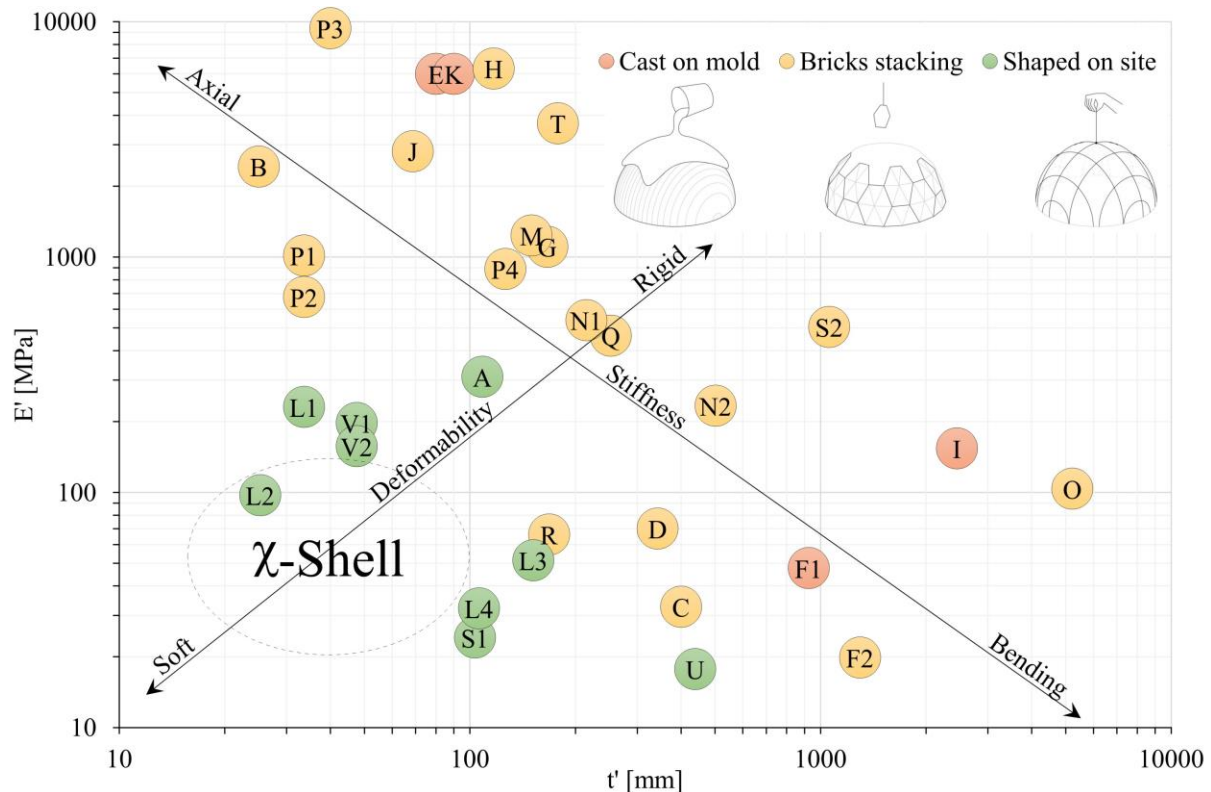 10000
1000
100
10
E' [MPa]
10
100
1000
10000
t' [mm]
Cast on mold
Bricks stacking
Shaped on site
Axial
Rigid
Stiffness
Deformability
Soft
Bending
P3
E
K
H
T
J
B
M
G
P1
P4
P2
N1
Q
S2
A
L1
N2
V1
V2
I
L2
O
R
D
L3
χ-Shell
F1
L4
C
S1
U
F2